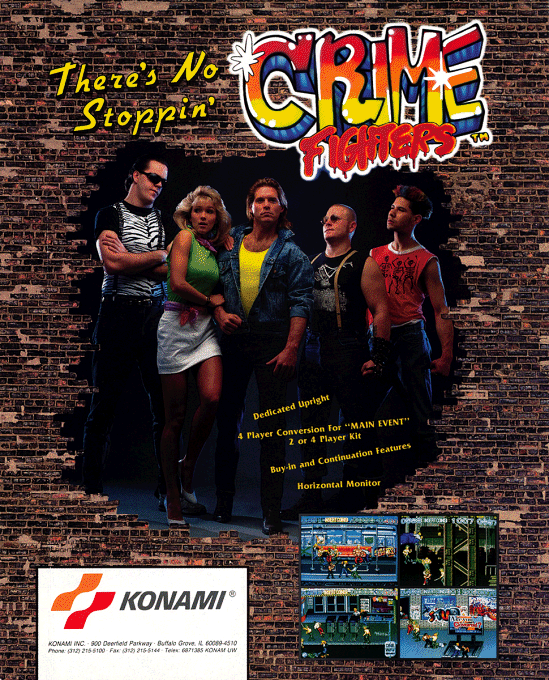 There's No
Stoppin'
CRIME
FIGHTERS™
Dedicated Upright
4 Player Conversion For "MAIN EVENT"
2 or 4 Player Kit
Buy-in and Continuation Features
Horizontal Monitor
KONAMI®
KONAMI INC. · 900 Deerfield Parkway · Buffalo Grove, IL 60089-4510
Phone: (312) 215-5100 · Fax: (312) 215-5144 · Telex: 6871385 KONAM UW